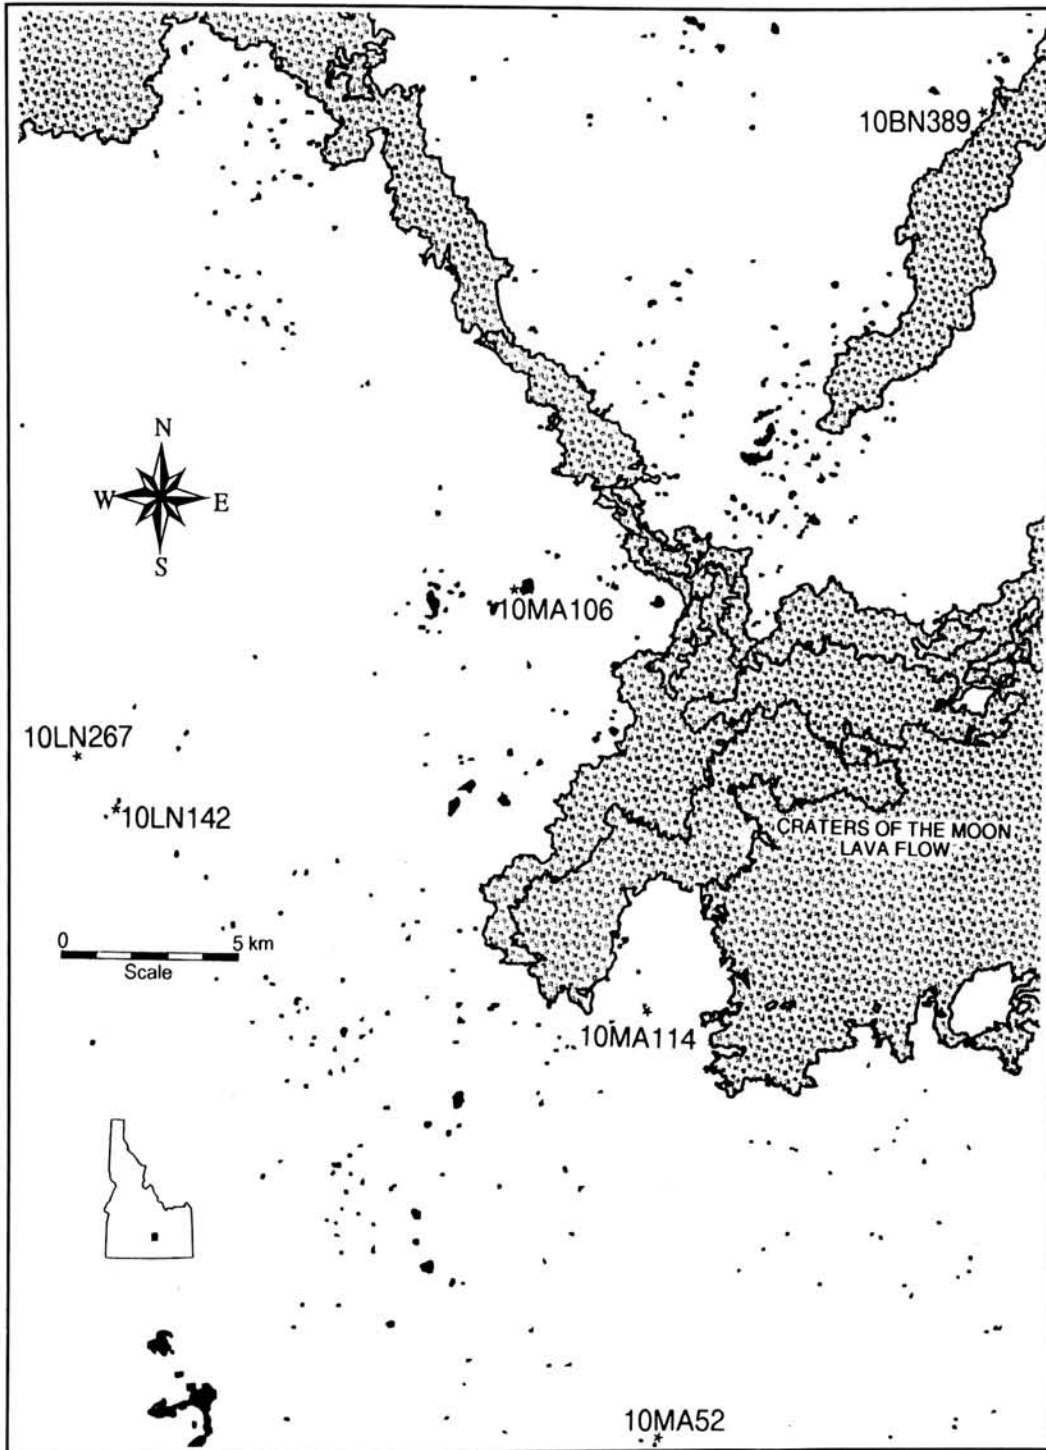 10BN389
N
W E
S
10MA106
10LN267
10LN142
CRATERS OF THE MOON
LAVA FLOW
0 5 km
Scale
10MA114
10MA52